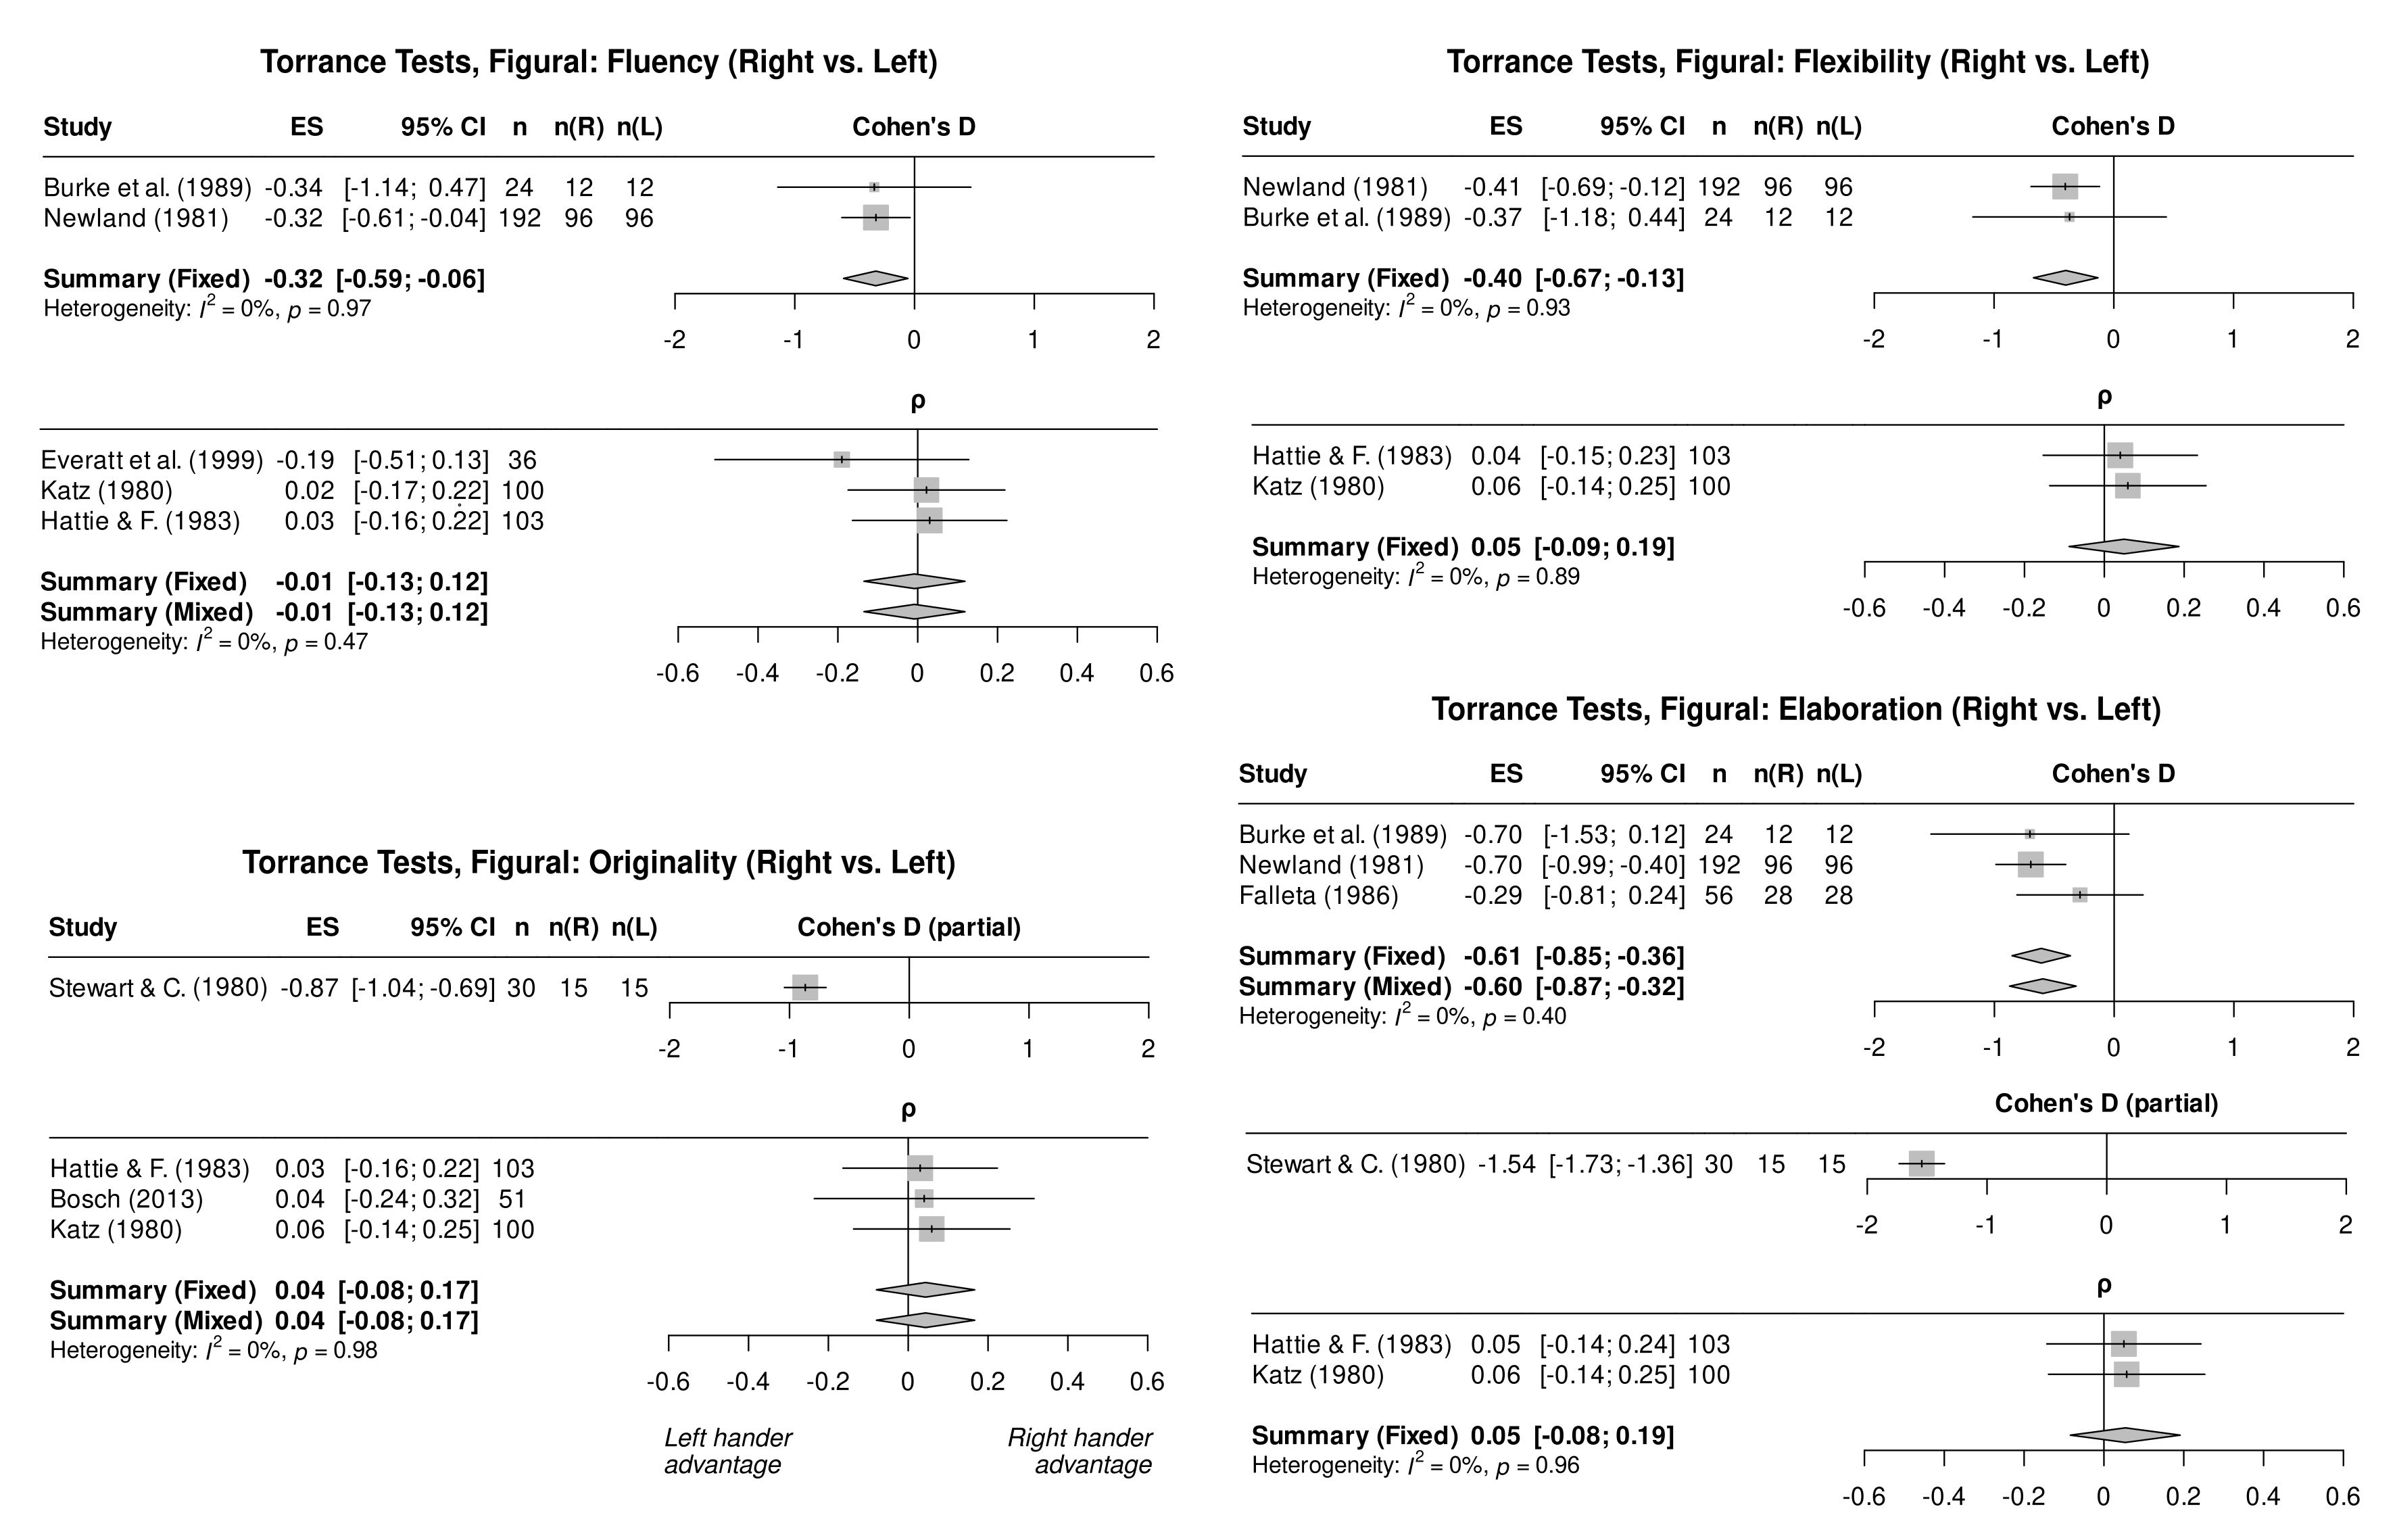 Torrance Tests, Figural: Fluency (Right vs. Left)
Study ES 95% CI n n(R) n(L) Cohen's D
Burke et al. (1989) -0.34 [-1.14; 0.47] 24 12 12
Newland (1981) -0.32 [-0.61; -0.04] 192 96 96
Summary (Fixed) -0.32 [-0.59; -0.06]
Heterogeneity: I² = 0%, p = 0.97
-2 -1 0 1 2
ρ
Everatt et al. (1999) -0.19 [-0.51; 0.13] 36
Katz (1980) 0.02 [-0.17; 0.22] 100
Hattie & F. (1983) 0.03 [-0.16; 0.22] 103
Summary (Fixed) -0.01 [-0.13; 0.12]
Summary (Mixed) -0.01 [-0.13; 0.12]
Heterogeneity: I² = 0%, p = 0.47
-0.6 -0.4 -0.2 0 0.2 0.4 0.6
Torrance Tests, Figural: Originality (Right vs. Left)
Study ES 95% CI n n(R) n(L) Cohen's D (partial)
Stewart & C. (1980) -0.87 [-1.04; -0.69] 30 15 15
-2 -1 0 1 2
ρ
Hattie & F. (1983) 0.03 [-0.16; 0.22] 103
Bosch (2013) 0.04 [-0.24; 0.32] 51
Katz (1980) 0.06 [-0.14; 0.25] 100
Summary (Fixed) 0.04 [-0.08; 0.17]
Summary (Mixed) 0.04 [-0.08; 0.17]
Heterogeneity: I² = 0%, p = 0.98
-0.6 -0.4 -0.2 0 0.2 0.4 0.6
Left hander Right hander
advantage advantage
Torrance Tests, Figural: Flexibility (Right vs. Left)
Study ES 95% CI n n(R) n(L) Cohen's D
Newland (1981) -0.41 [-0.69; -0.12] 192 96 96
Burke et al. (1989) -0.37 [-1.18; 0.44] 24 12 12
Summary (Fixed) -0.40 [-0.67; -0.13]
Heterogeneity: I² = 0%, p = 0.93
-2 -1 0 1 2
ρ
Hattie & F. (1983) 0.04 [-0.15; 0.23] 103
Katz (1980) 0.06 [-0.14; 0.25] 100
Summary (Fixed) 0.05 [-0.09; 0.19]
Heterogeneity: I² = 0%, p = 0.89
-0.6 -0.4 -0.2 0 0.2 0.4 0.6
Torrance Tests, Figural: Elaboration (Right vs. Left)
Study ES 95% CI n n(R) n(L) Cohen's D
Burke et al. (1989) -0.70 [-1.53; 0.12] 24 12 12
Newland (1981) -0.70 [-0.99; -0.40] 192 96 96
Falleta (1986) -0.29 [-0.81; 0.24] 56 28 28
Summary (Fixed) -0.61 [-0.85; -0.36]
Summary (Mixed) -0.60 [-0.87; -0.32]
Heterogeneity: I² = 0%, p = 0.40
-2 -1 0 1 2
Cohen's D (partial)
Stewart & C. (1980) -1.54 [-1.73; -1.36] 30 15 15
-2 -1 0 1 2
ρ
Hattie & F. (1983) 0.05 [-0.14; 0.24] 103
Katz (1980) 0.06 [-0.14; 0.25] 100
Summary (Fixed) 0.05 [-0.08; 0.19]
Heterogeneity: I² = 0%, p = 0.96
-0.6 -0.4 -0.2 0 0.2 0.4 0.6